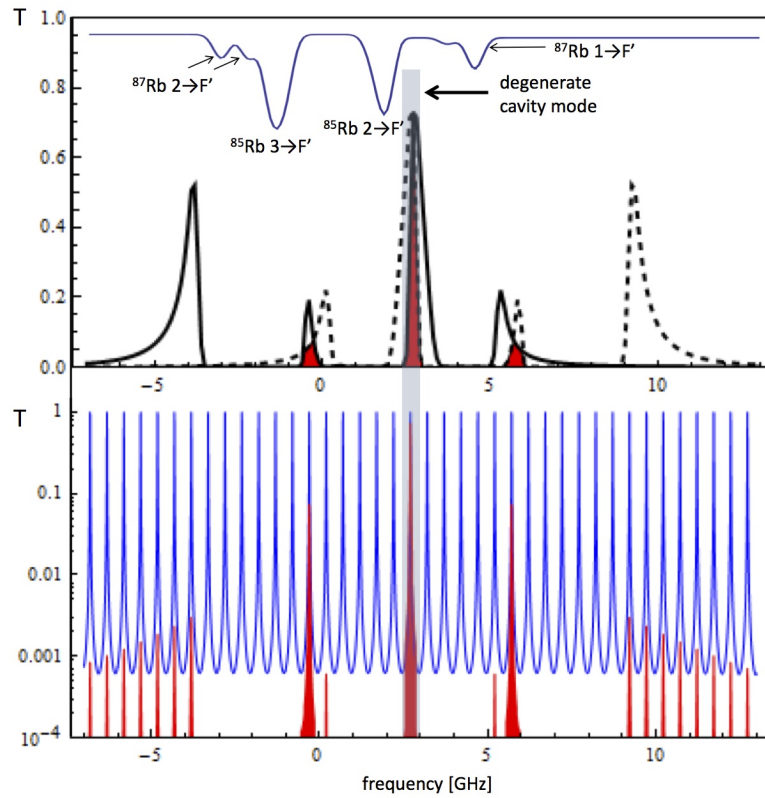 T
1.0
0.8
0.6
0.4
0.2
0.0
⁸⁷Rb 2→F'
⁸⁵Rb 3→F'
⁸⁵Rb 2→F'
⁸⁷Rb 1→F'
degenerate
cavity mode
−5 0 5 10
T
1
0.1
0.01
0.001
10⁻⁴
−5 0 5 10
frequency [GHz]